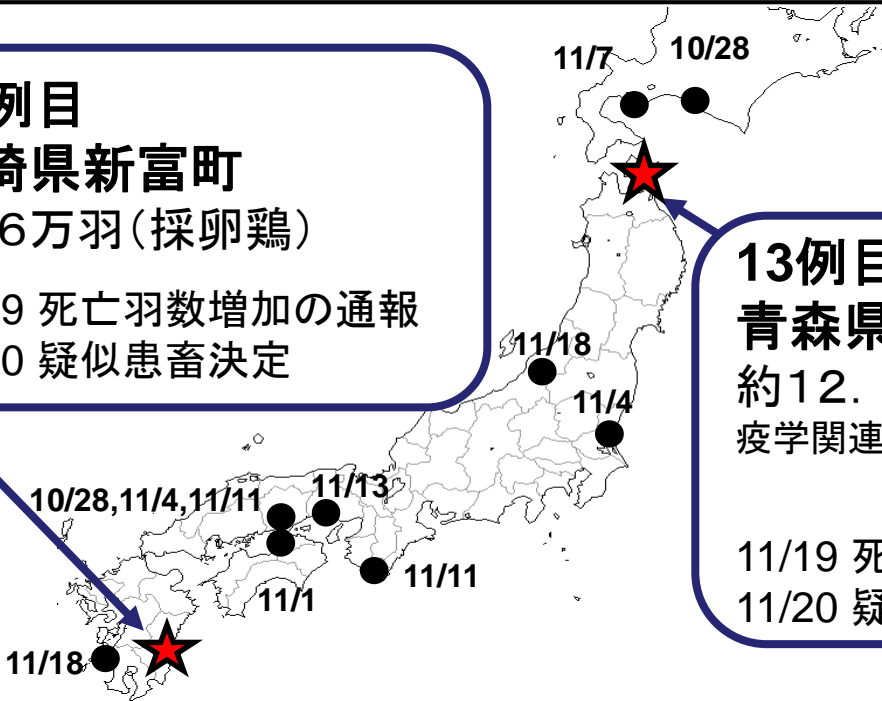 例目
崎県新富町
6万羽(採卵鶏)
9 死亡羽数増加の通報
0 疑似患畜決定
11/7
10/28
13例目
青森県
約12.
疫学関連
11/19 死
11/20 疑
11/18
11/4
10/28,11/4,11/11
11/13
11/1
11/11
11/18